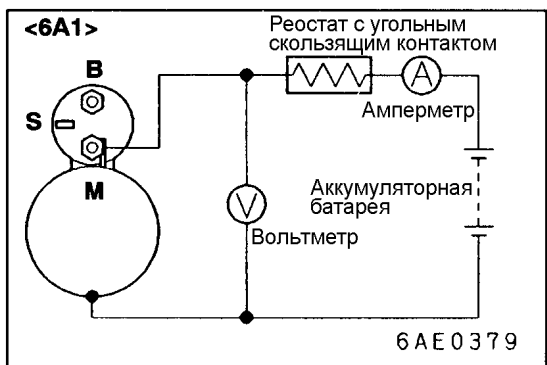 <6A1>
Реостат с угольным
скользящим контактом
B
S
A
Амперметр
M
Аккумуляторная
батарея
V
Вольтметр
6AE0379